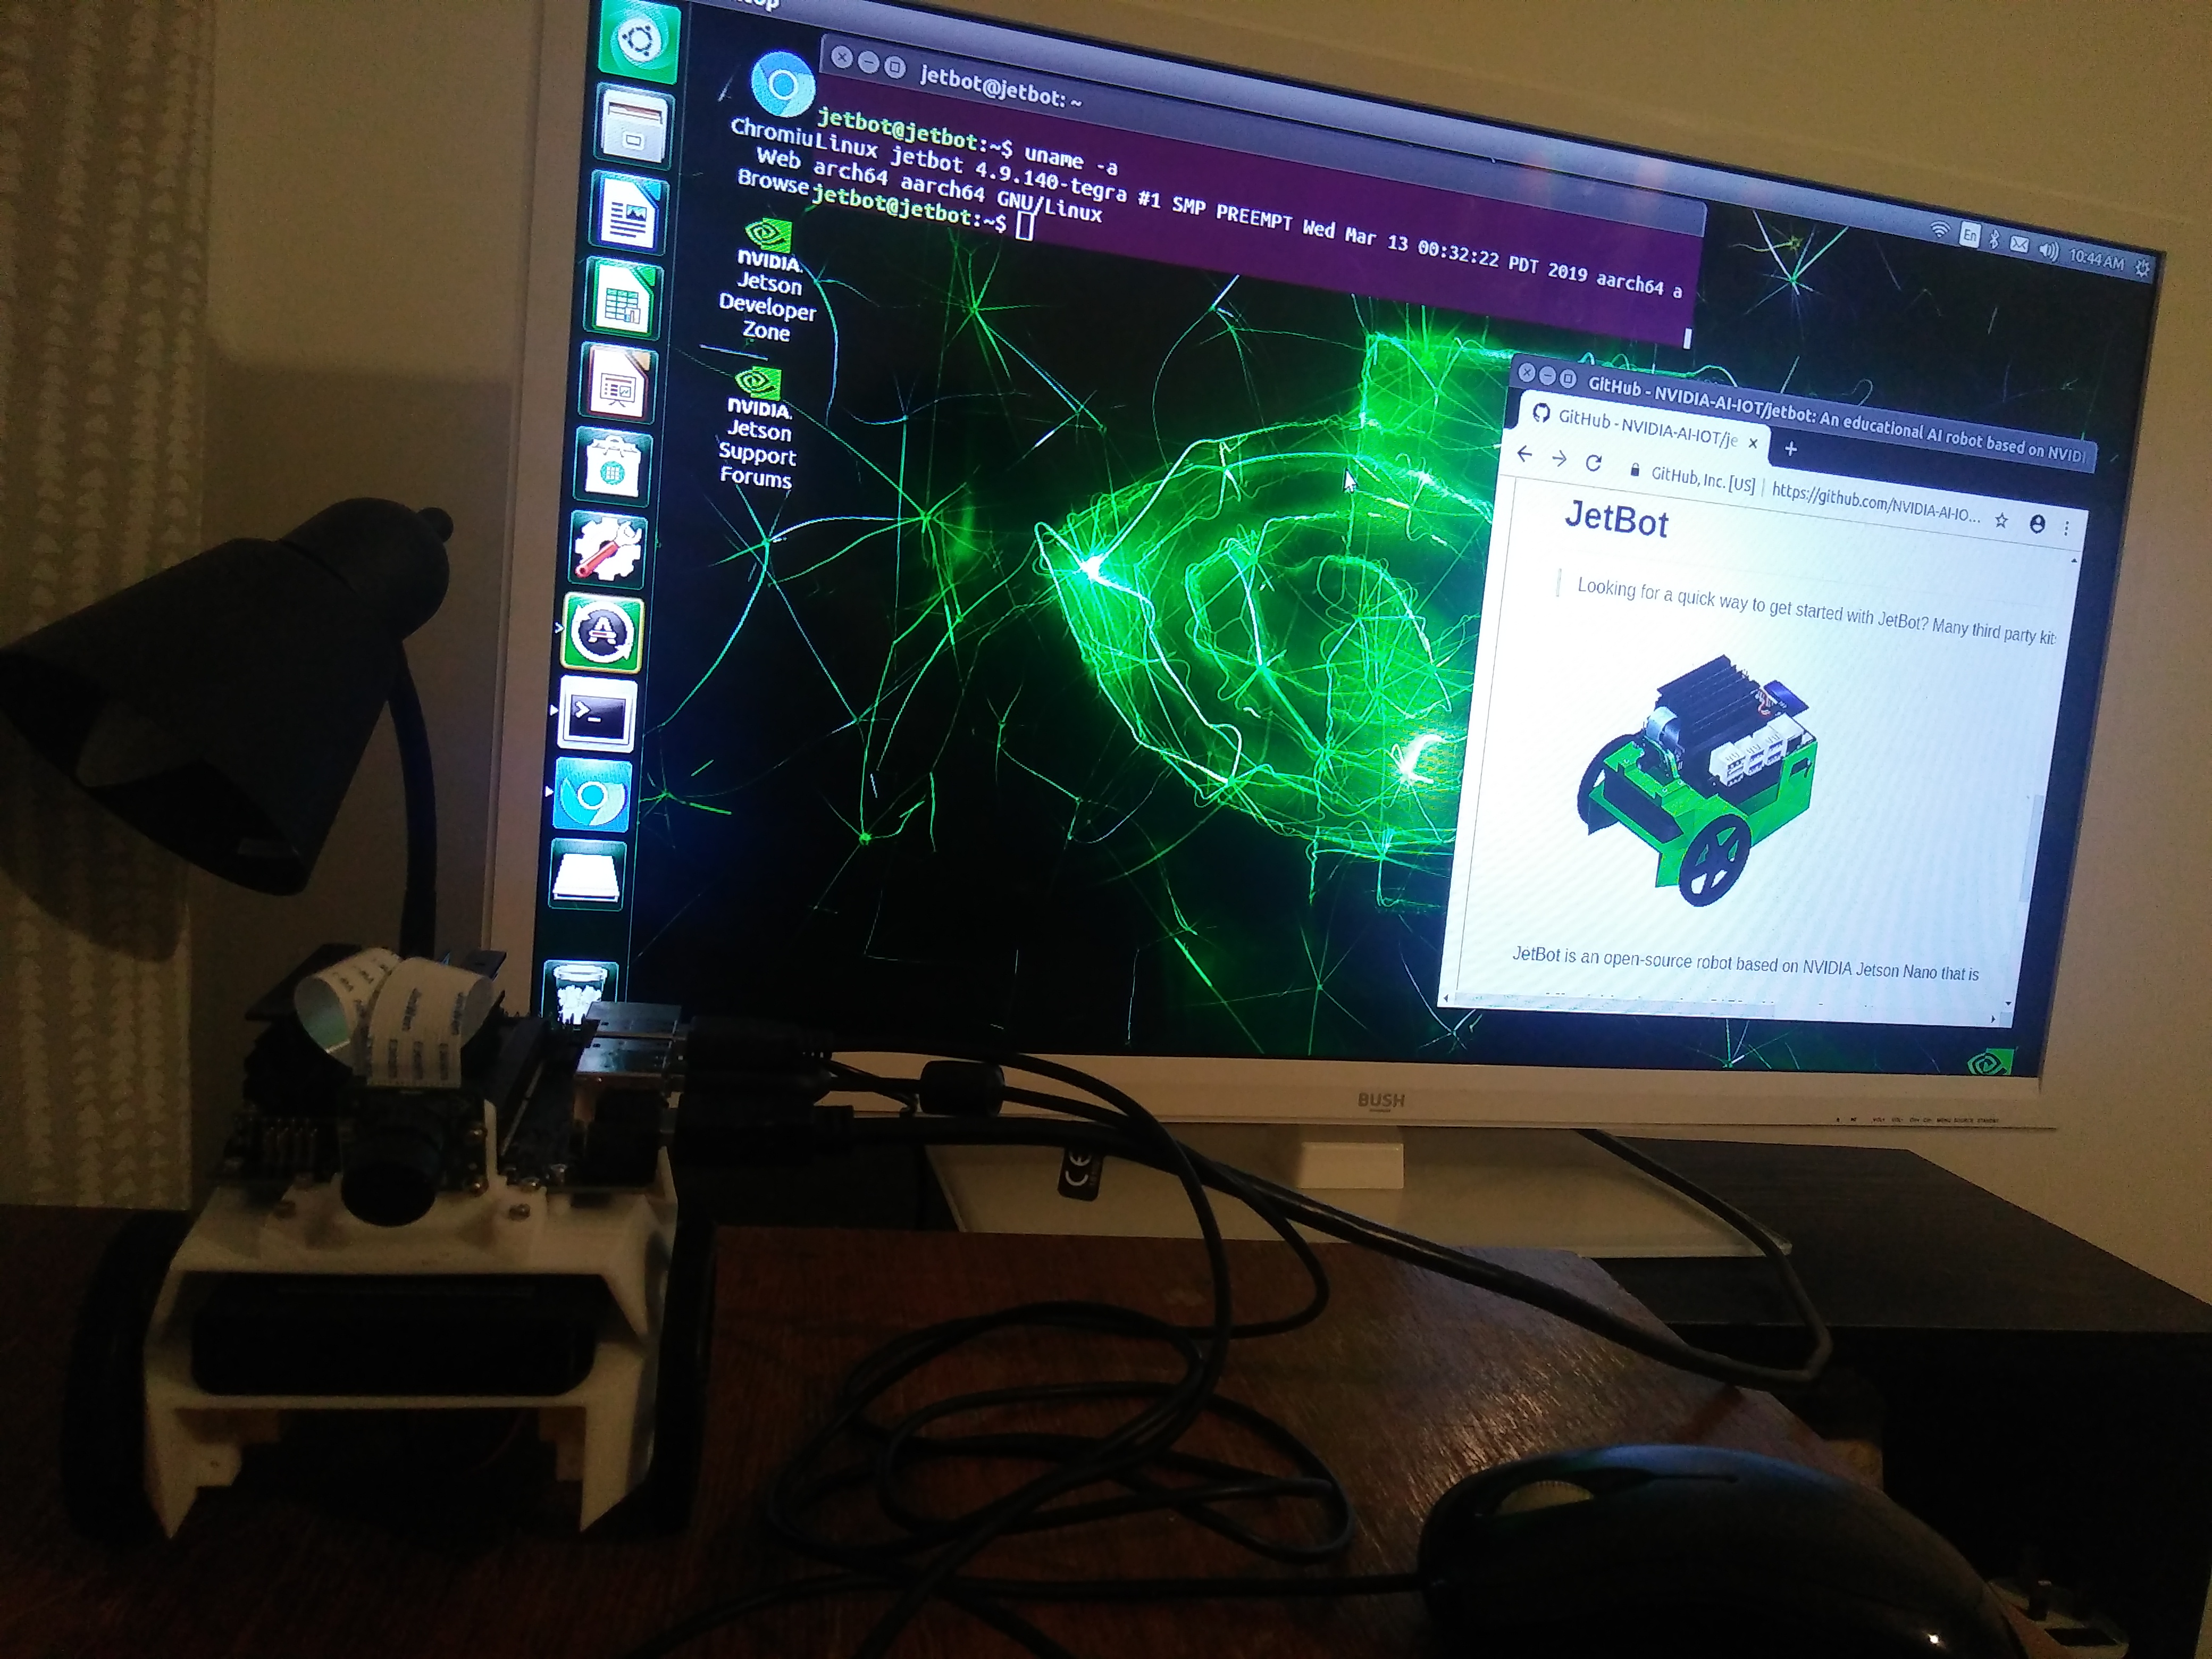 jetbot@jetbot: ~
jetbot@jetbot:~$ uname -a
Linux jetbot 4.9.140-tegra #1 SMP PREEMPT Wed Mar 13 00:32:22 PDT 2019 aarch64 a
arch64 aarch64 GNU/Linux
jetbot@jetbot:~$
Chromiu
Web
Browse
NVIDIA.
Jetson
Developer
Zone
NVIDIA.
Jetson
Support
Forums
En
10:44 AM
GitHub - NVIDIA-AI-IOT/jetbot: An educational AI robot based on NVIDI
GitHub - NVIDIA-AI-IOT/je
GitHub, Inc. [US] | https://github.com/NVIDIA-AI-IO...
JetBot
Looking for a quick way to get started with JetBot? Many third party kit
JetBot is an open-source robot based on NVIDIA Jetson Nano that is
BUSH
CE